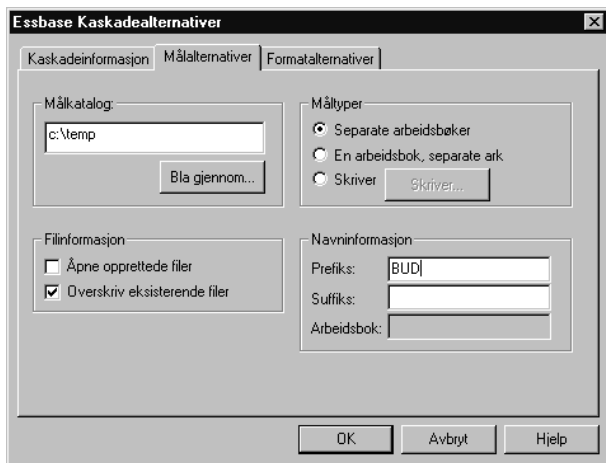 Essbase Kaskadealternativer
Kaskadeinformasjon Målalternativer Formatalternativer
Målkatalog:
c:\temp
Bla gjennom...
Måltyper
Separate arbeidsbøker
En arbeidsbok, separate ark
Skriver
Skriver...
Filinformasjon
Åpne opprettede filer
Overskriv eksisterende filer
Navninformasjon
Prefiks: BUD
Suffiks:
Arbeidsbok:
OK Avbryt Hjelp